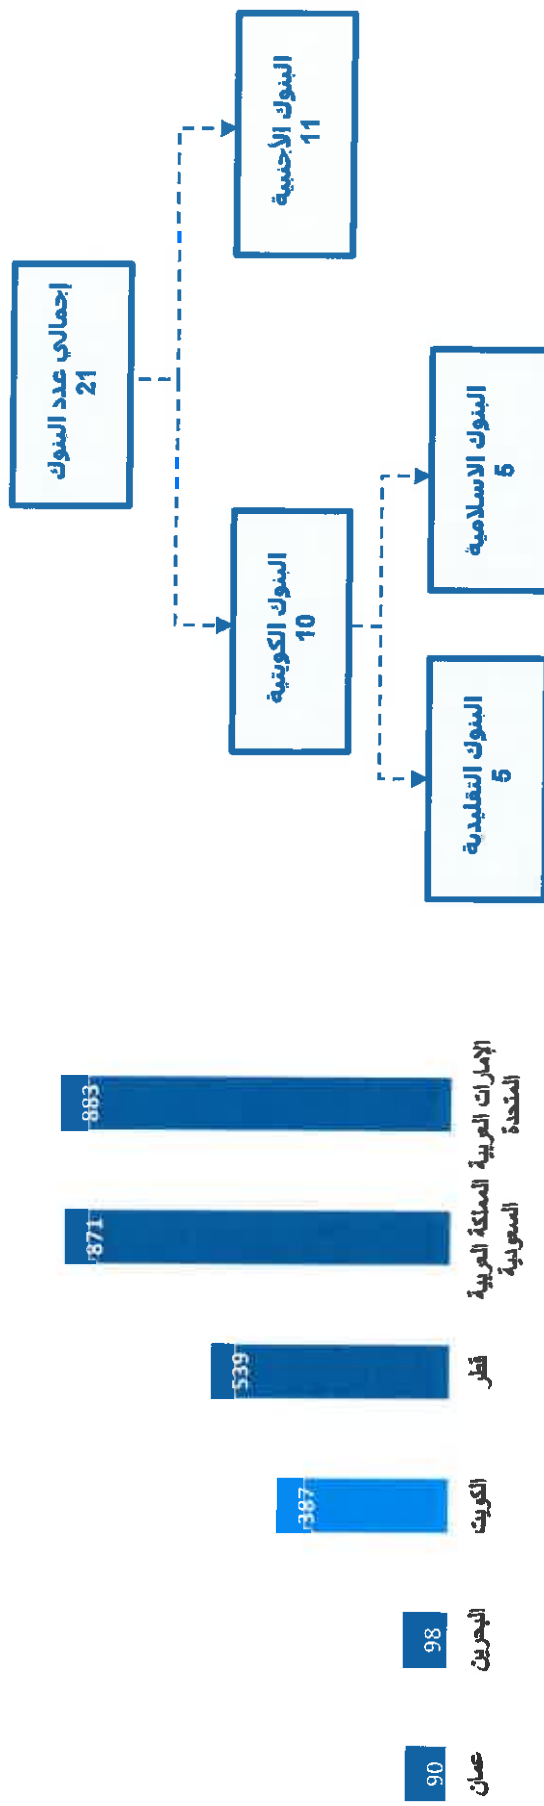 إجمالي عدد البنوك
21
البنوك الأجنبية
11
البنوك الكويتية
10
البنوك الاسلامية
5
البنوك التقليدية
5
883
871
539
387
98
90
الإمارات العربية
المتحدة
المملكة العربية
السعودية
قطر
الكويت
البحرين
عمان